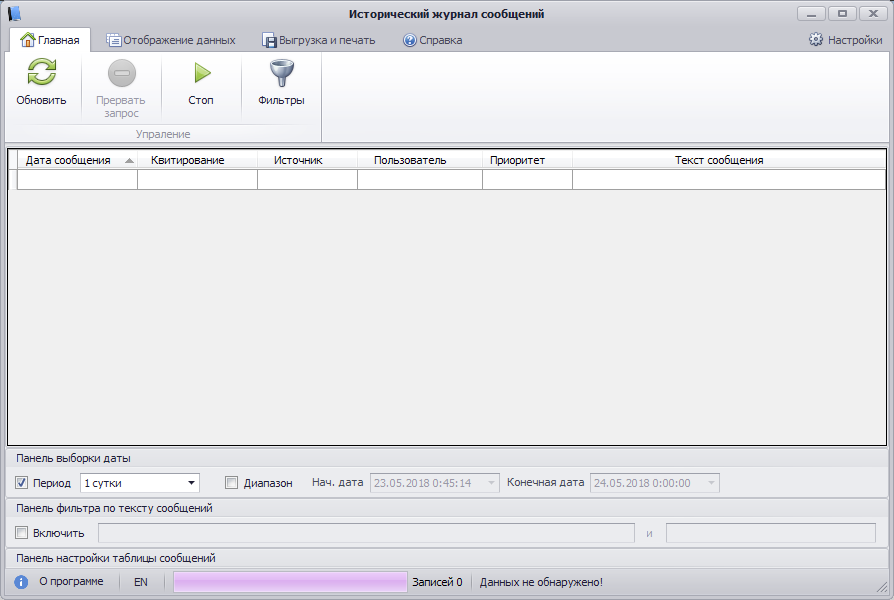 Исторический журнал сообщений
Главная Отображение данных Выгрузка и печать Справка Настройки
Обновить Прервать запрос Стоп Фильтры
Упраление
Дата сообщения Квитирование Источник Пользователь Приоритет Текст сообщения
Панель выборки даты
Период 1 сутки Диапазон Нач. дата 23.05.2018 0:45:14 Конечная дата 24.05.2018 0:00:00
Панель фильтра по тексту сообщений
Включить и
Панель настройки таблицы сообщений
О программе EN Записей 0 Данных не обнаружено!